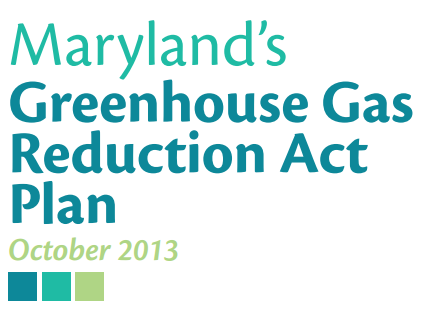 Maryland's
Greenhouse Gas
Reduction Act
Plan
October 2013